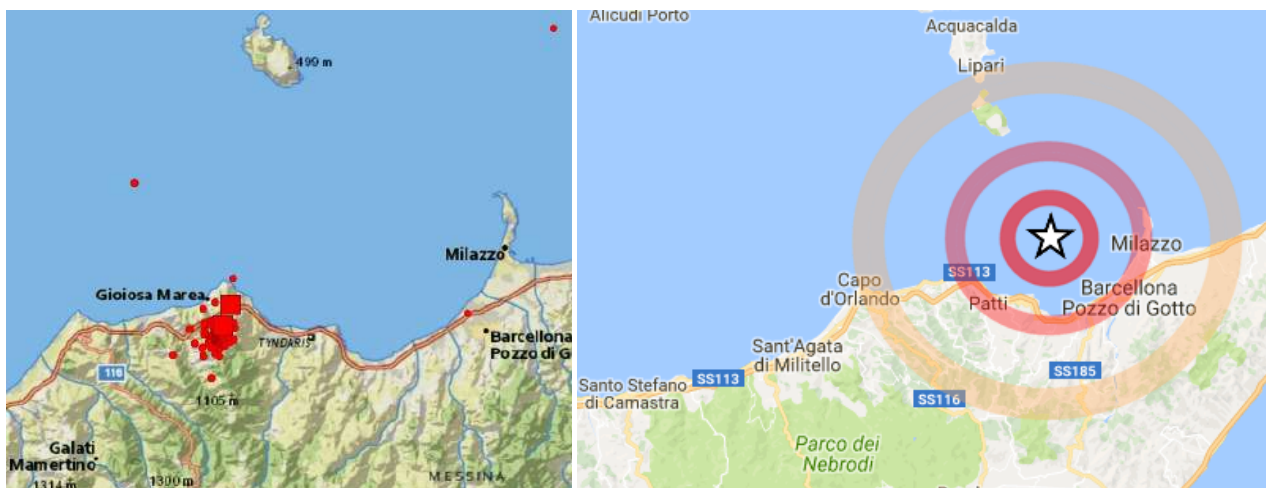 499 m
Milazzo
Gioiosa Marea
TYNDARIS
Barcellona
Pozzo di G
116
1105 m
Galati
Mamertino
1314 m
1300 m
MESSINA
Alicudi Porto
Acquacalda
Lipari
Milazzo
SS113
Capo
d'Orlando
Patti
Barcellona
Pozzo di Gotto
Sant'Agata
di Militello
SS113
SS185
Santo Stefano
di Camastra
SS116
Parco dei
Nebrodi